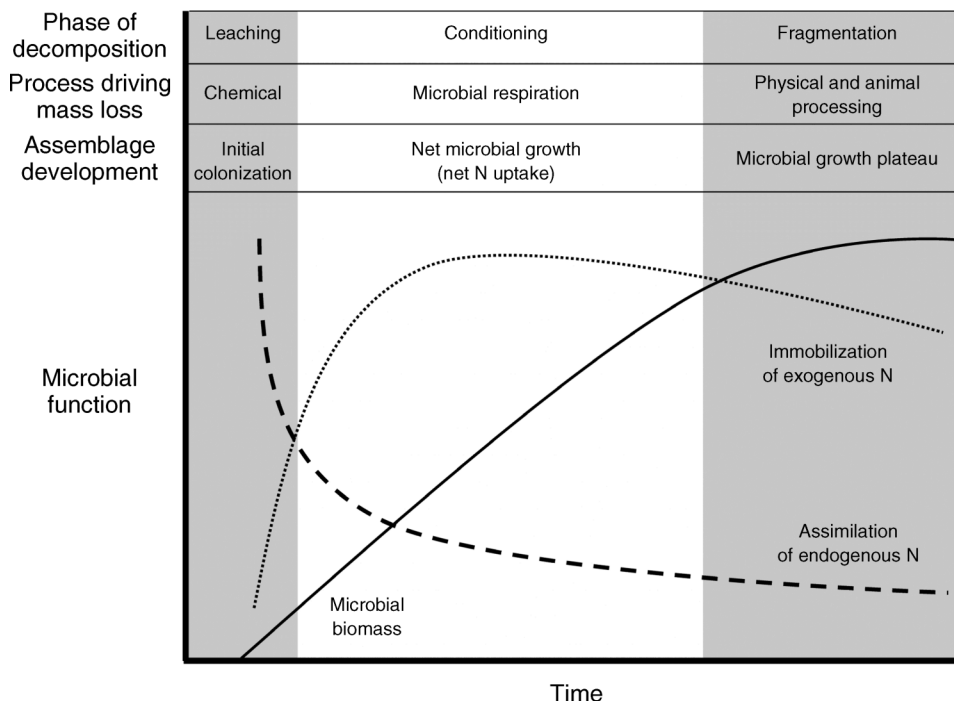 Phase of
decomposition
Leaching
Conditioning
Fragmentation
Process driving
mass loss
Chemical
Microbial respiration
Physical and animal
processing
Assemblage
development
Initial
colonization
Net microbial growth
(net N uptake)
Microbial growth plateau
Microbial
function
Immobilization
of exogenous N
Assimilation
of endogenous N
Microbial
biomass
Time